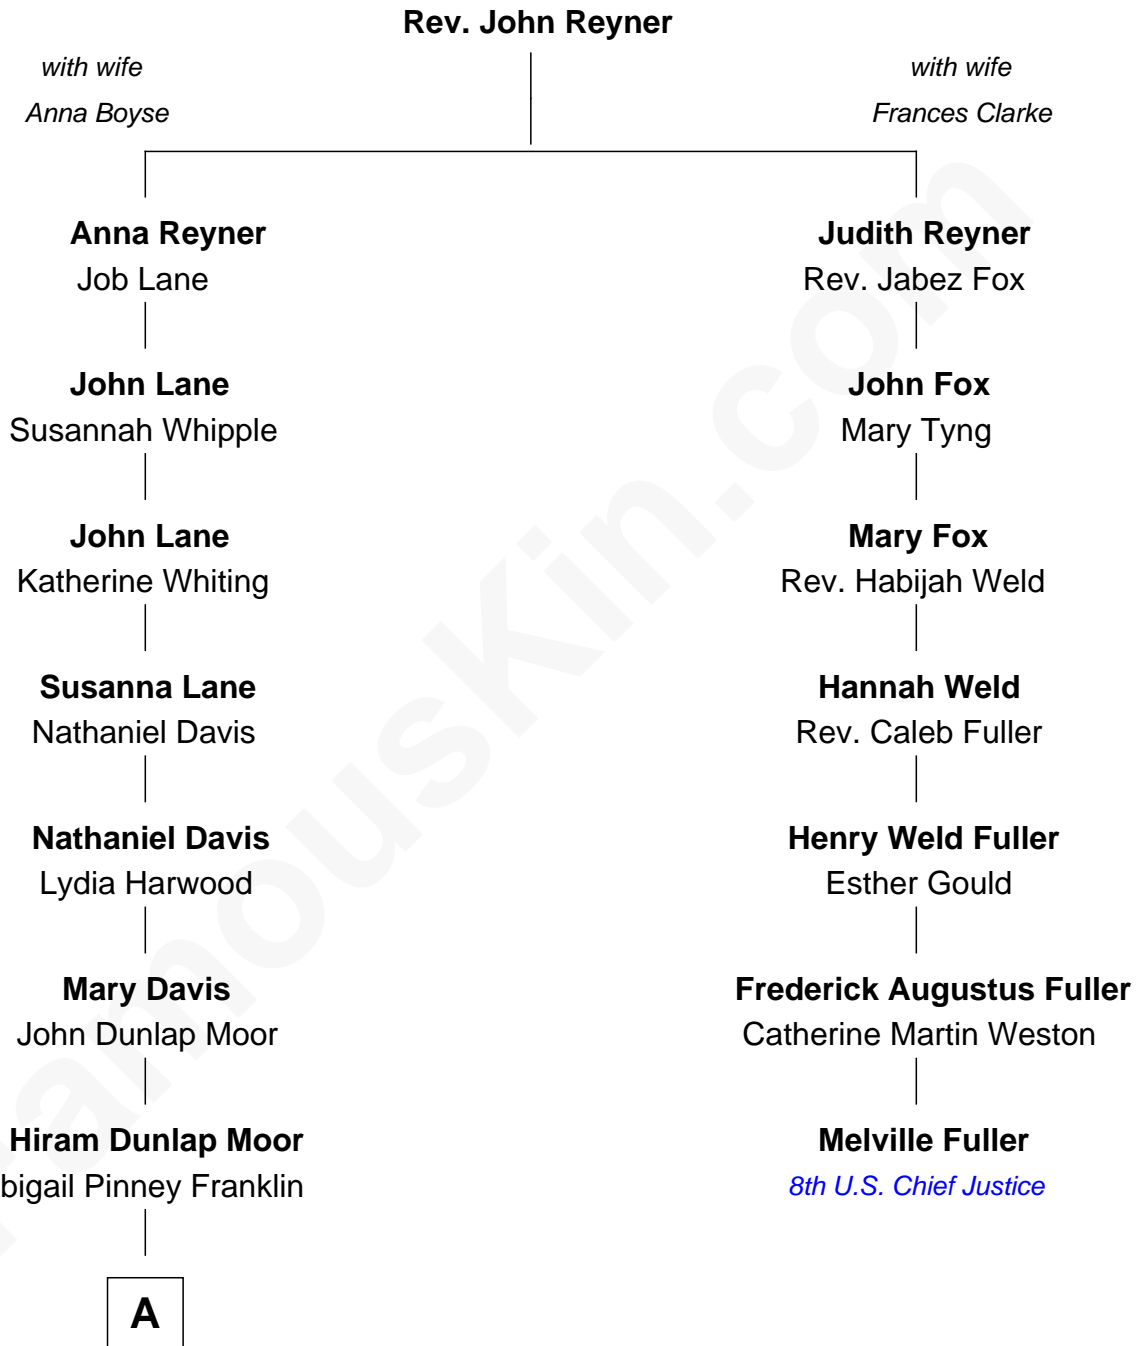 Rev. John Reyner
with wife
Anna Boyse
with wife
Frances Clarke
Anna Reyner
Job Lane
Judith Reyner
Rev. Jabez Fox
John Lane
Susannah Whipple
John Fox
Mary Tyng
John Lane
Katherine Whiting
Mary Fox
Rev. Habijah Weld
Susanna Lane
Nathaniel Davis
Hannah Weld
Rev. Caleb Fuller
Nathaniel Davis
Lydia Harwood
Henry Weld Fuller
Esther Gould
Mary Davis
John Dunlap Moor
Frederick Augustus Fuller
Catherine Martin Weston
Hiram Dunlap Moor
bigail Pinney Franklin
Melville Fuller
8th U.S. Chief Justice
A
FamousKin.com